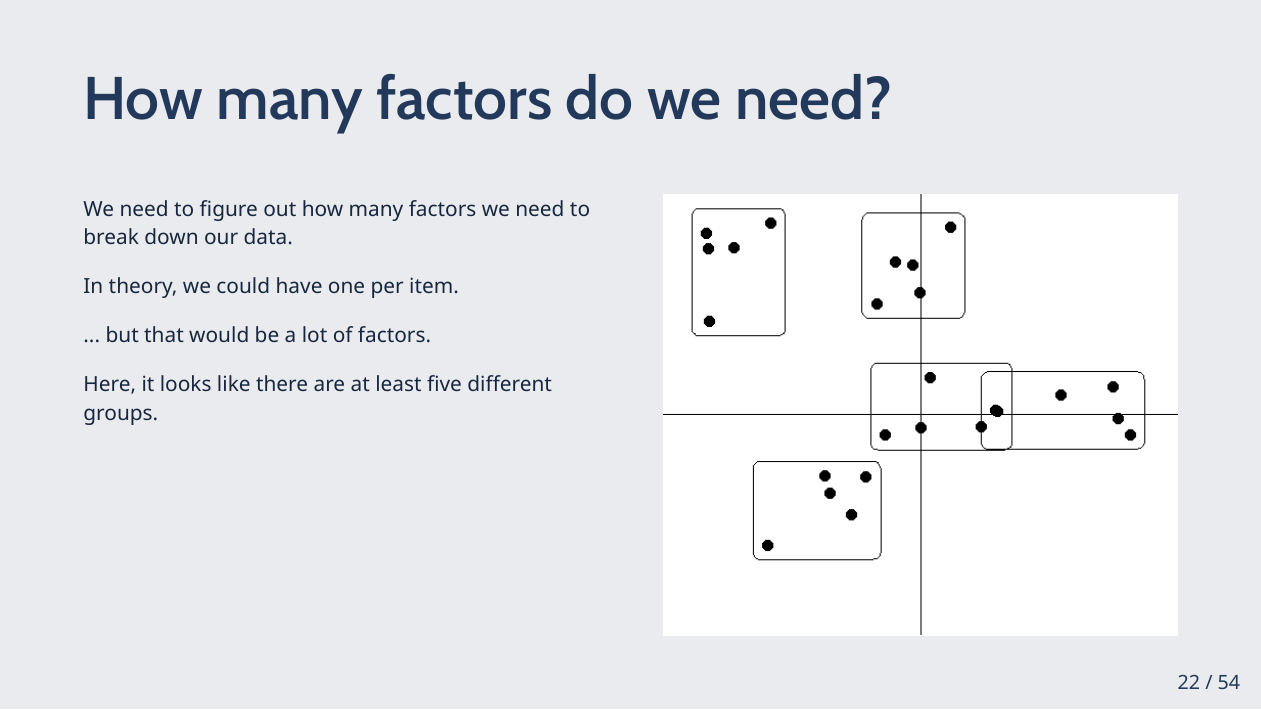 How many factors do we need?
We need to figure out how many factors we need to
break down our data.
In theory, we could have one per item.
... but that would be a lot of factors.
Here, it looks like there are at least five different
groups.
22 / 54